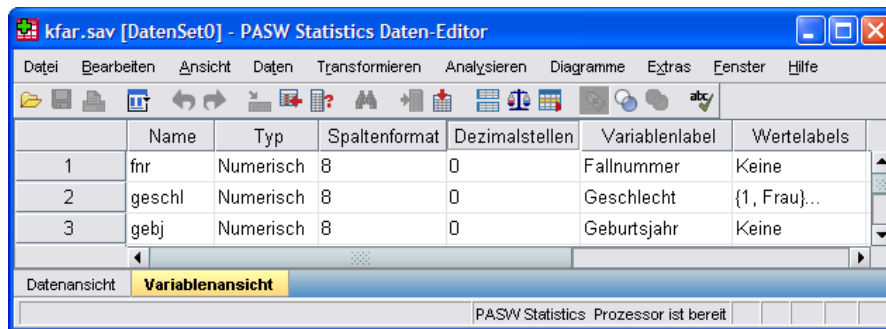 kfar.sav [DatenSet0] - PASW Statistics Daten-Editor
Datei Bearbeiten Ansicht Daten Transformieren Analysieren Diagramme Extras Fenster Hilfe
Name Typ Spaltenformat Dezimalstellen Variablenlabel Wertelabels
1 fnr Numerisch 8 0 Fallnummer Keine
2 geschl Numerisch 8 0 Geschlecht {1, Frau}...
3 gebj Numerisch 8 0 Geburtsjahr Keine
Datenansicht Variablenansicht
PASW Statistics Prozessor ist bereit